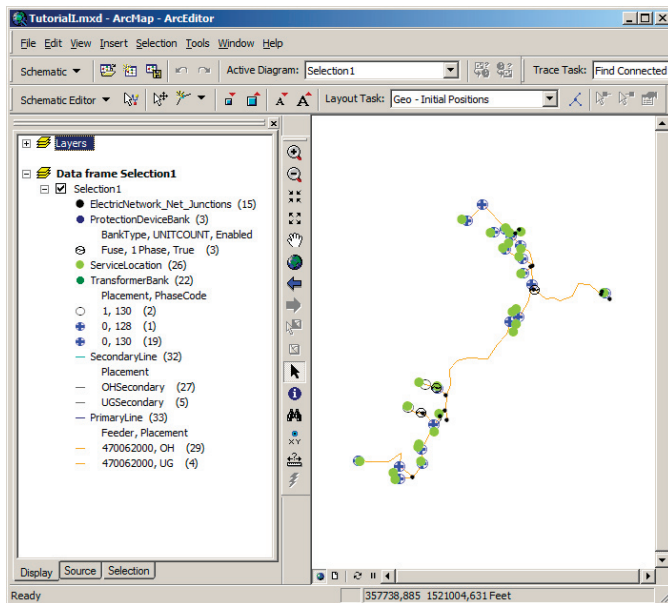 TutorialI.mxd - ArcMap - ArcEditor
File Edit View Insert Selection Tools Window Help
Schematic Active Diagram: Selection1 Trace Task: Find Connected
Schematic Editor A A Layout Task: Geo - Initial Positions
Layers
Data frame Selection1
Selection1
ElectricNetwork_Net_Junctions (15)
ProtectionDeviceBank (3)
BankType, UNITCOUNT, Enabled
Fuse, 1 Phase, True (3)
ServiceLocation (26)
TransformerBank (22)
Placement, PhaseCode
1, 130 (2)
0, 128 (1)
0, 130 (19)
SecondaryLine (32)
Placement
OHSecondary (27)
UGSecondary (5)
PrimaryLine (33)
Feeder, Placement
470062000, OH (29)
470062000, UG (4)
XY
Display Source Selection
Ready 357738,885 1521004,631 Feet